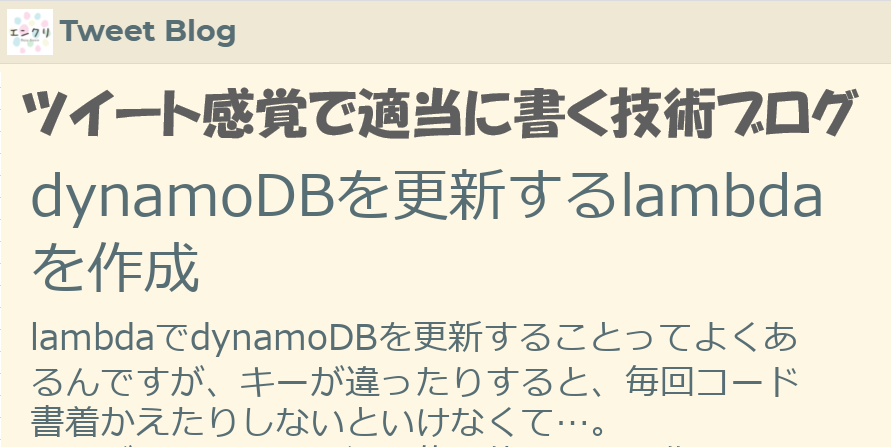 エンクリ
Tweet Blog
ツイート感覚で適当に書く技術ブログ
dynamoDBを更新するlambda
を作成
lambdaでdynamoDBを更新することってよくあ
るんですが、キーが違ったりすると、毎回コード
書着かえたりしないといけなくて…。